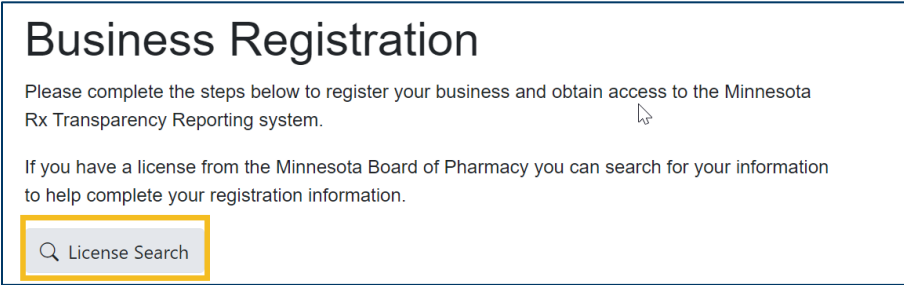 Business Registration
Please complete the steps below to register your business and obtain access to the Minnesota
Rx Transparency Reporting system.
If you have a license from the Minnesota Board of Pharmacy you can search for your information
to help complete your registration information.
License Search